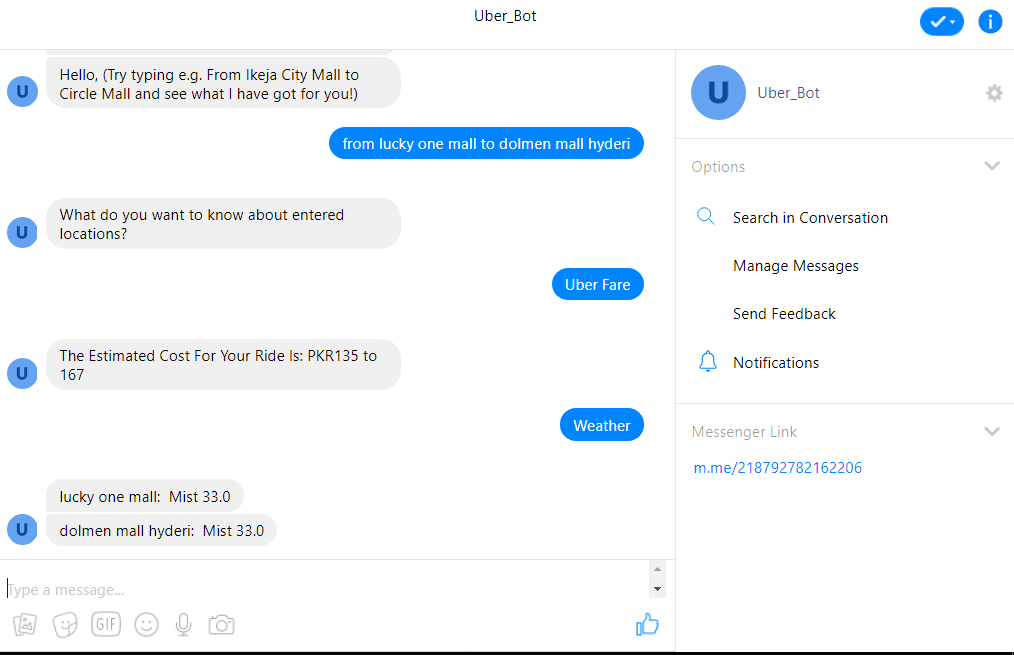 Uber_Bot
U
Hello, (Try typing e.g. From Ikeja City Mall to
Circle Mall and see what I have got for you!)
from lucky one mall to dolmen mall hyderi
U
What do you want to know about entered
locations?
Uber Fare
U
The Estimated Cost For Your Ride Is: PKR135 to
167
Weather
lucky one mall:  Mist 33.0
U
dolmen mall hyderi:  Mist 33.0
Type a message...
GIF
i
U
Uber_Bot
Options
Search in Conversation
Manage Messages
Send Feedback
Notifications
Messenger Link
m.me/218792782162206